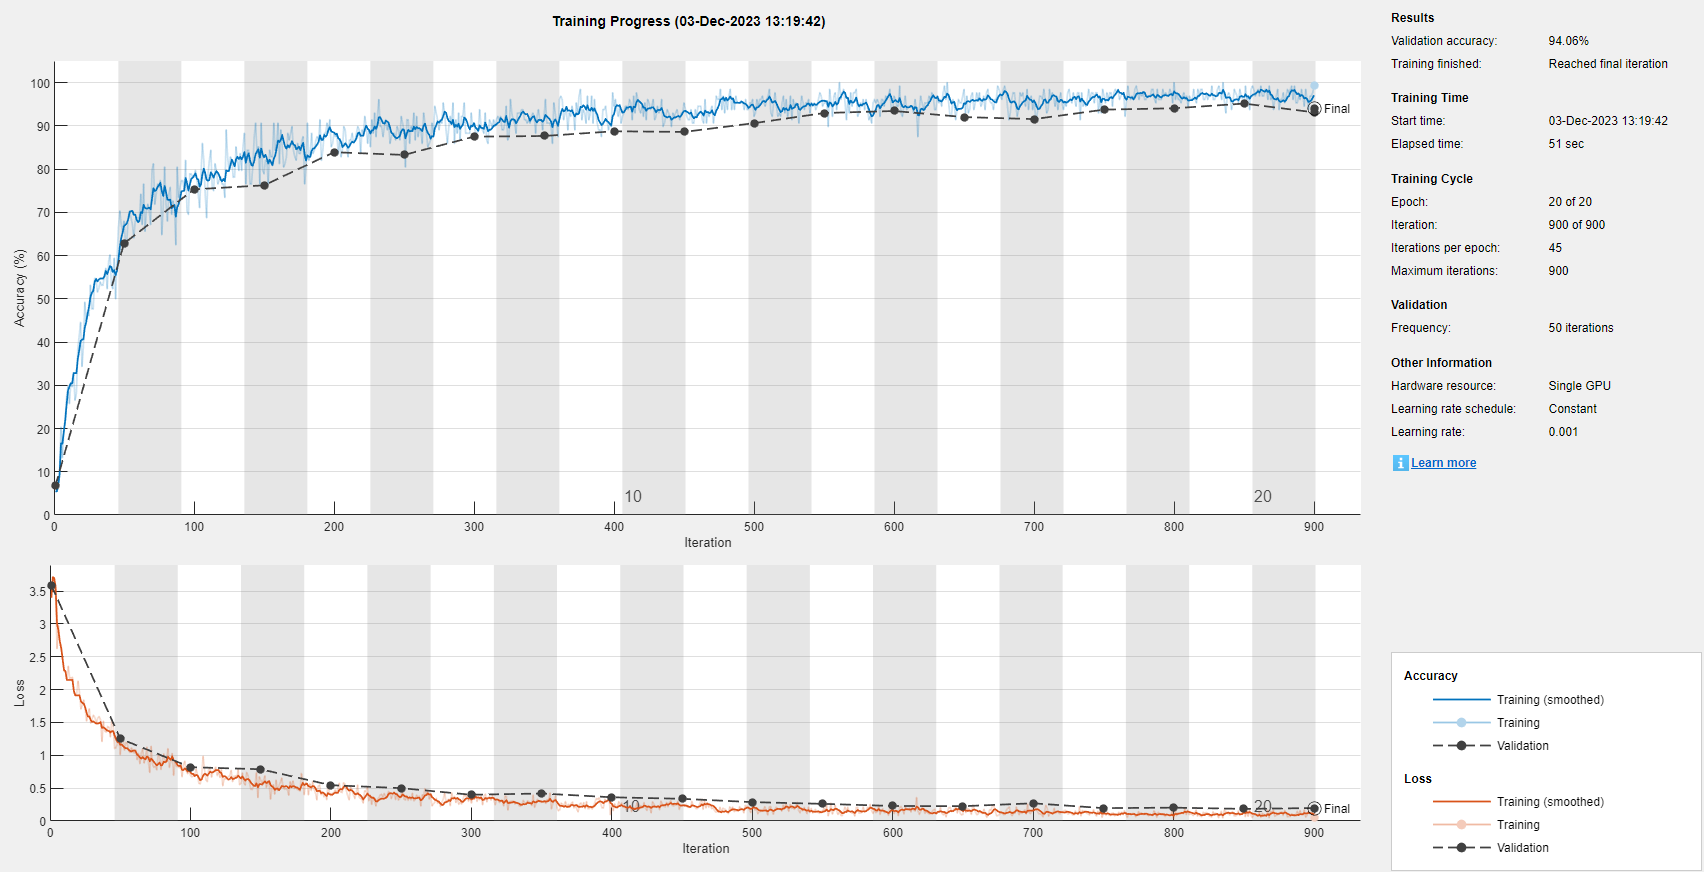 Training Progress (03-Dec-2023 13:19:42)
100
90
80
70
60
50
40
30
20
10
0
Accuracy (%)
Final
10
20
0 100 200 300 400 500 600 700 800 900
Iteration
3.5
3
2.5
2
1.5
1
0.5
0
Loss
10
20
Final
0 100 200 300 400 500 600 700 800 900
Iteration
Results
Validation accuracy: 94.06%
Training finished: Reached final iteration
Training Time
Start time: 03-Dec-2023 13:19:42
Elapsed time: 51 sec
Training Cycle
Epoch: 20 of 20
Iteration: 900 of 900
Iterations per epoch: 45
Maximum iterations: 900
Validation
Frequency: 50 iterations
Other Information
Hardware resource: Single GPU
Learning rate schedule: Constant
Learning rate: 0.001
i Learn more
Accuracy
Training (smoothed)
Training
Validation
Loss
Training (smoothed)
Training
Validation